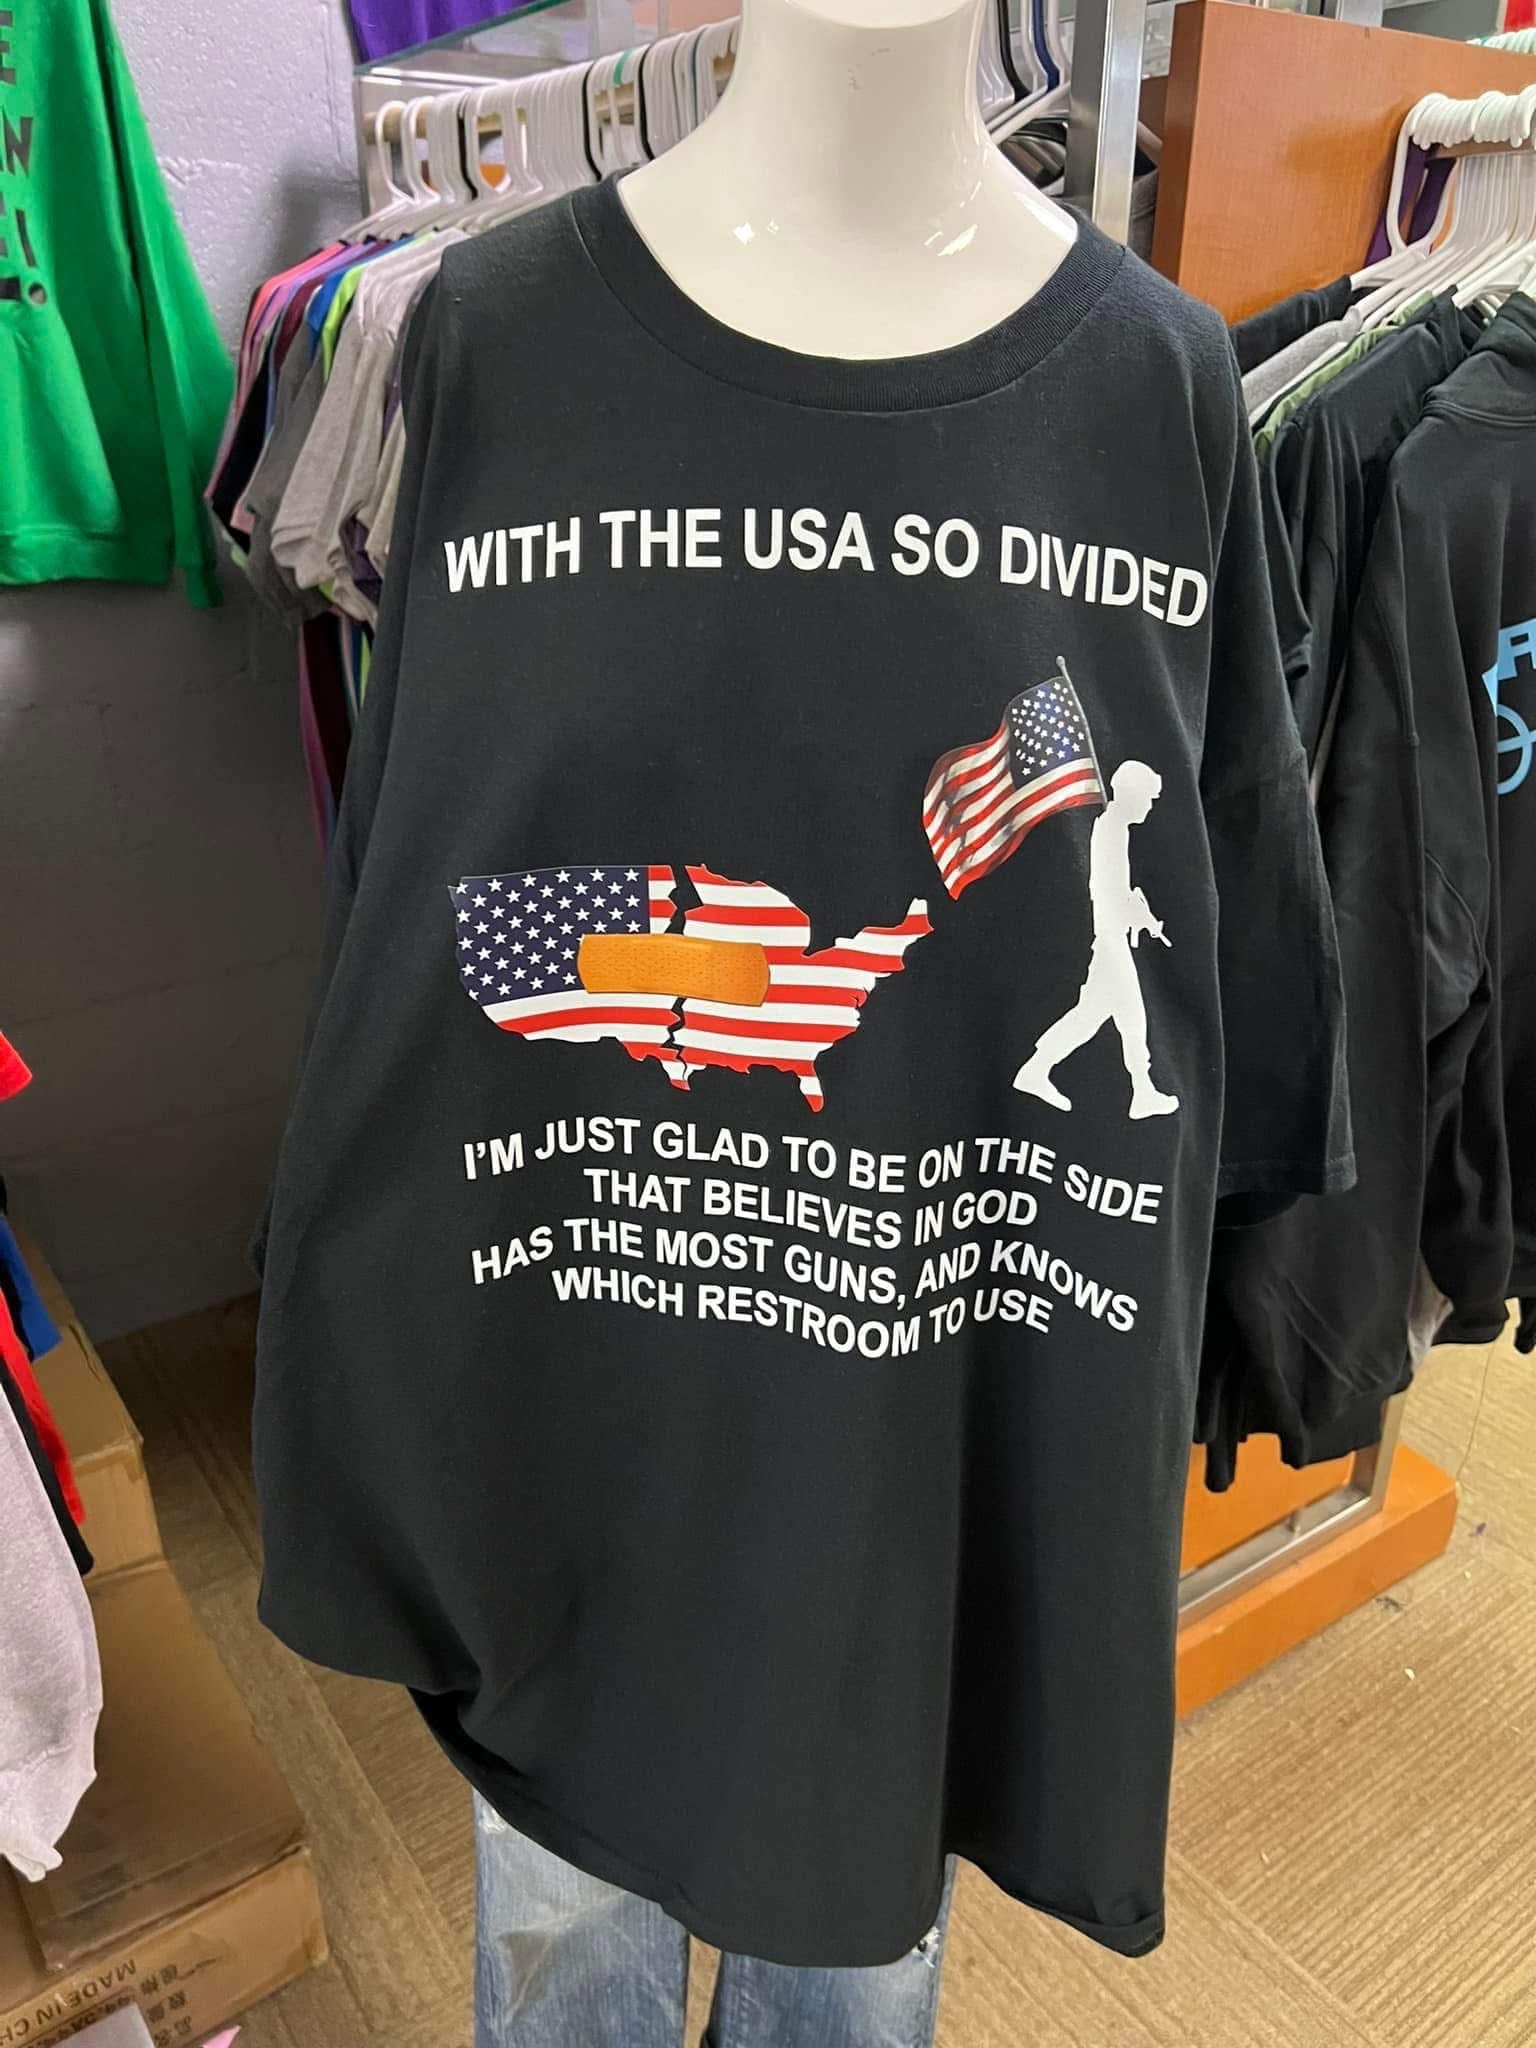 WITH THE USA SO DIVIDED
I'M JUST GLAD TO BE ON THE SIDE
THAT BELIEVES IN GOD
HAS THE MOST GUNS, AND KNOWS
WHICH RESTROOM TO USE
MADE IN CH